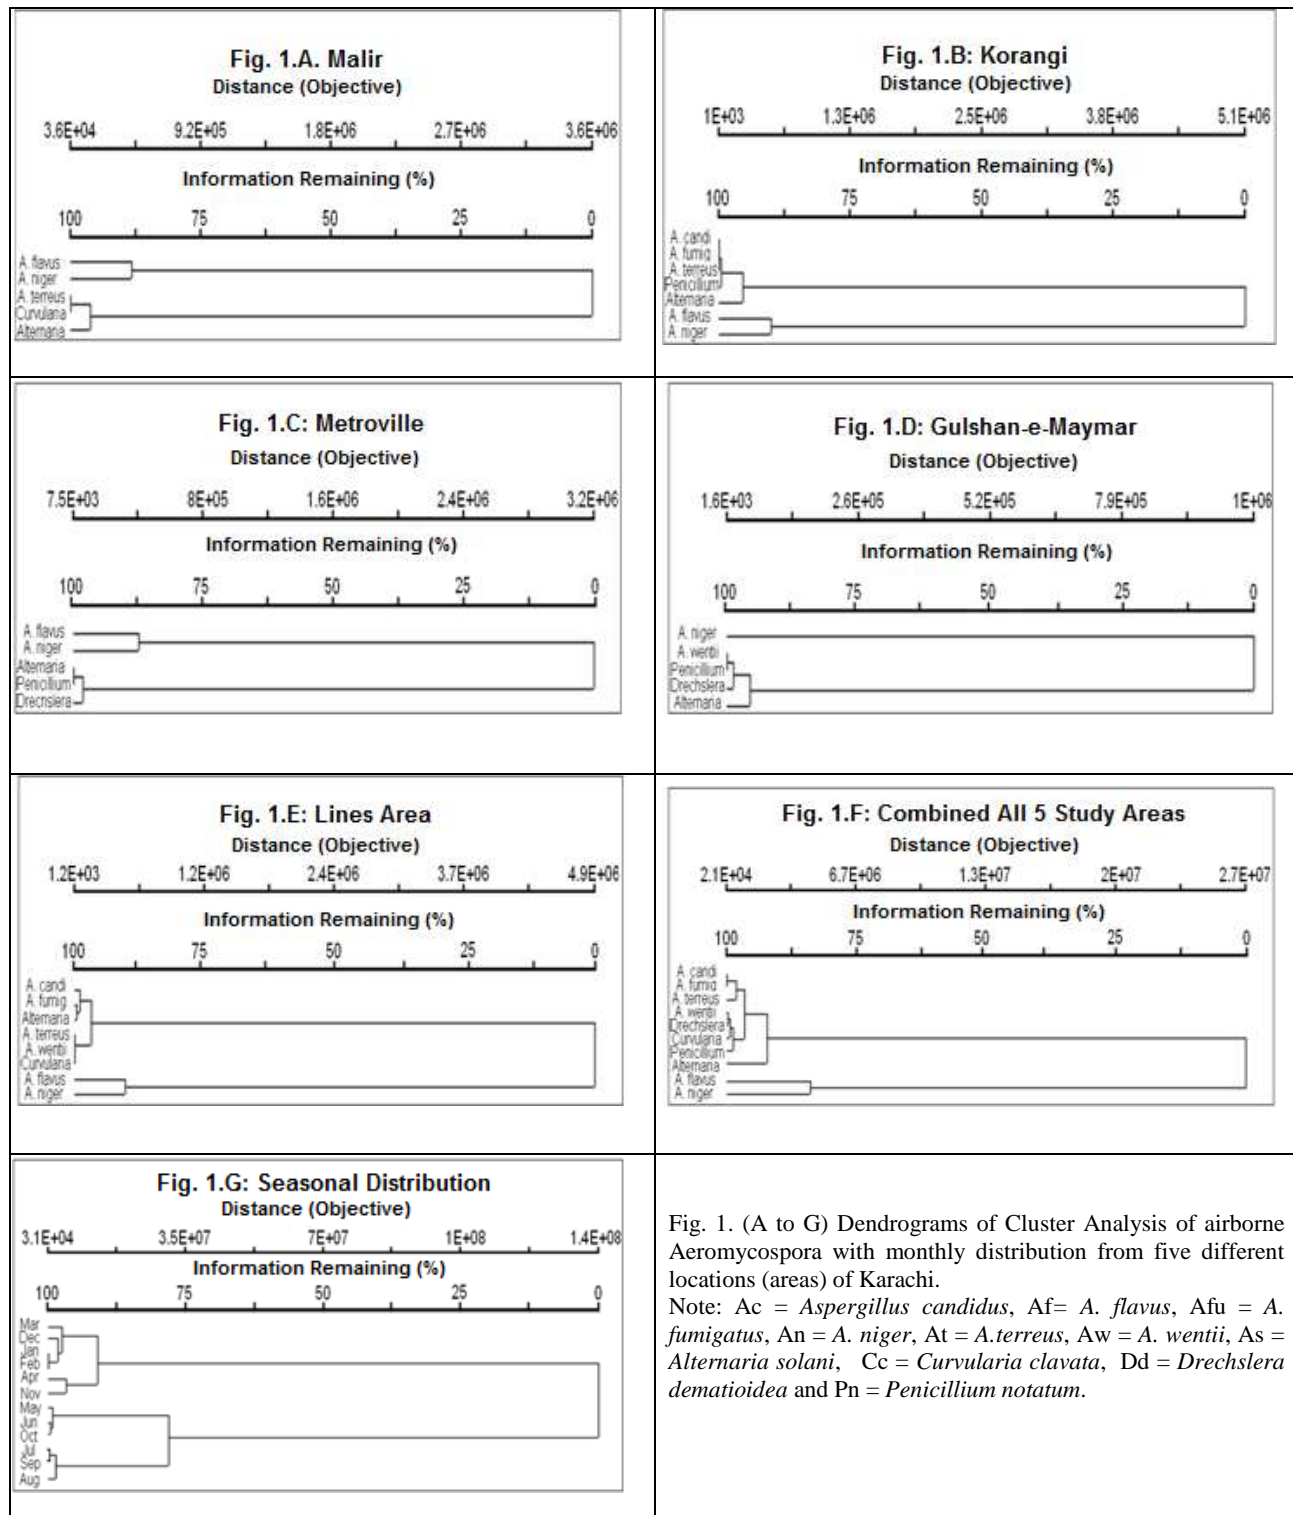 Fig. 1.A. Malir
Distance (Objective)
3.6E+04 9.2E+05 1.8E+06 2.7E+06 3.6E+06
Information Remaining (%)
100 75 50 25 0
A. flavus
A. niger
A. terreus
Curvularia
Alternaria
Fig. 1.B: Korangi
Distance (Objective)
1E+03 1.3E+06 2.5E+06 3.8E+06 5.1E+06
Information Remaining (%)
100 75 50 25 0
A. candi
A. fumig
A. terreus
Penicillium
Alternaria
A. flavus
A. niger
Fig. 1.C: Metroville
Distance (Objective)
7.5E+03 8E+05 1.6E+06 2.4E+06 3.2E+06
Information Remaining (%)
100 75 50 25 0
A. flavus
A. niger
Alternaria
Penicillium
Drechslera
Fig. 1.D: Gulshan-e-Maymar
Distance (Objective)
1.6E+03 2.6E+05 5.2E+05 7.9E+05 1E+06
Information Remaining (%)
100 75 50 25 0
A. niger
A. wentii
Penicillium
Drechslera
Alternaria
Fig. 1.E: Lines Area
Distance (Objective)
1.2E+03 1.2E+06 2.4E+06 3.7E+06 4.9E+06
Information Remaining (%)
100 75 50 25 0
A. candi
A. fumig
Alternaria
A. terreus
A. wentii
Curvularia
A. flavus
A. niger
Fig. 1.F: Combined All 5 Study Areas
Distance (Objective)
2.1E+04 6.7E+06 1.3E+07 2E+07 2.7E+07
Information Remaining (%)
100 75 50 25 0
A. candi
A. fumig
A. terreus
A. wentii
Drechslera
Curvularia
Penicillium
Alternaria
A. flavus
A. niger
Fig. 1.G: Seasonal Distribution
Distance (Objective)
3.1E+04 3.5E+07 7E+07 1E+08 1.4E+08
Information Remaining (%)
100 75 50 25 0
Mar
Dec
Jan
Feb
Apr
Nov
May
Jun
Oct
Jul
Sep
Aug
Fig. 1. (A to G) Dendrograms of Cluster Analysis of airborne
Aeromycospora with monthly distribution from five different
locations (areas) of Karachi.
Note: Ac = Aspergillus candidus, Af= A. flavus, Afu = A.
fumigatus, An = A. niger, At = A.terreus, Aw = A. wentii, As =
Alternaria solani, Cc = Curvularia clavata, Dd = Drechslera
dematioidea and Pn = Penicillium notatum.